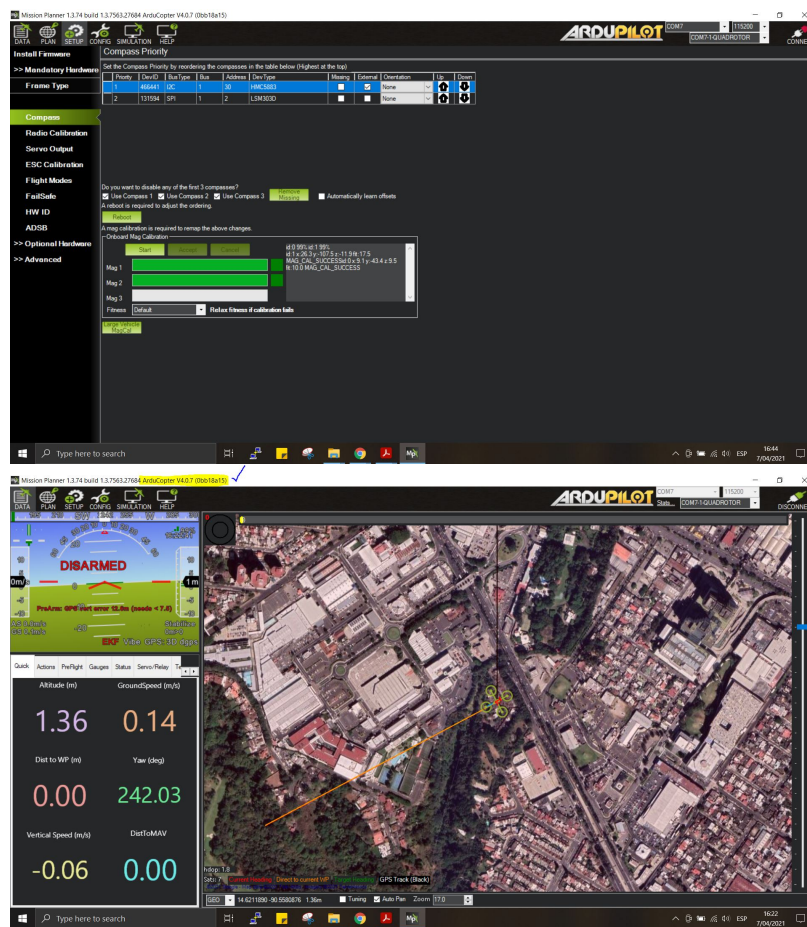 Mission Planner 1.3.74 build 1.3.7563.27684 ArduCopter V4.0.7 (0bb18a15)
DATA PLAN SETUP CONFIG SIMULATION HELP
ARDUPILOT
COM7 115200
COM7-1-QUADROTOR
CONNE
Install Firmware
>> Mandatory Hardware
Frame Type
Compass
Radio Calibration
Servo Output
ESC Calibration
Flight Modes
FailSafe
HW ID
ADSB
>> Optional Hardware
>> Advanced
Compass Priority
Set the Compass Priority by reordering the compasses in the table below (Highest at the top)
Priority DevID BusType Bus Address DevType Missing External Orientation Up Down
1 466441 I2C 1 30 HMC5883 None
2 131594 SPI 1 2 LSM303D None
Do you want to disable any of the first 3 compasses?
Use Compass 1 Use Compass 2 Use Compass 3 Remove Missing Automatically learn offsets
A reboot is required to adjust the ordering.
Reboot
A mag calibration is required to remap the above changes.
Onboard Mag Calibration
Start Accept Cancel
id:0 99% id:1 99%
id:1 x:26.3 y:-107.5 z:-11.9 fit:17.5
MAG_CAL_SUCCESSid:0 x:9.1 y:-43.4 z:9.5
fit:10.0 MAG_CAL_SUCCESS
Mag 1
Mag 2
Mag 3
Fitness Default Relax fitness if calibration fails
Large Vehicle
MagCal
Type here to search
ESP
16:44
7/04/2021
Mission Planner 1.3.74 build 1.3.7563.27684 ArduCopter V4.0.7 (0bb18a15)
DATA PLAN SETUP CONFIG SIMULATION HELP
ARDUPILOT
COM7 115200
Stats... COM7-1-QUADROTOR
DISCONNE
DISARMED
0m/s
1 m
Stabilize
EKF Vibe GPS: 3D dgps
Quick Actions PreFlight Gauges Status Servo/Relay Te
Altitude (m) GroundSpeed (m/s)
1.36 0.14
Dist to WP (m) Yaw (deg)
0.00 242.03
Vertical Speed (m/s) DistToMAV
-0.06 0.00
hdop: 1.8
Sats: 7 Current Heading Direct to current WP Target Heading GPS Track (Black)
GEO 14.6211890 -90.5580876 1.36m Tuning Auto Pan Zoom 17.0
Type here to search
ESP
16:22
7/04/2021